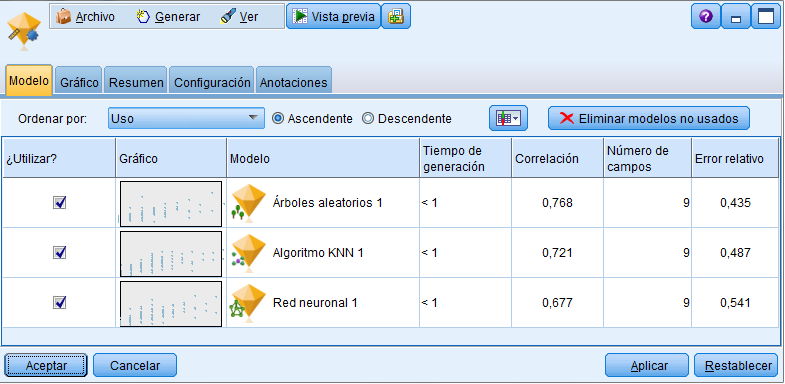 Archivo Generar Ver Vista previa
Modelo Gráfico Resumen Configuración Anotaciones
Ordenar por: Uso Ascendente Descendente Eliminar modelos no usados
¿Utilizar? Gráfico Modelo Tiempo de generación Correlación Número de campos Error relativo
Árboles aleatorios 1 < 1 0,768 9 0,435
Algoritmo KNN 1 < 1 0,721 9 0,487
Red neuronal 1 < 1 0,677 9 0,541
Aceptar Cancelar Aplicar Restablecer